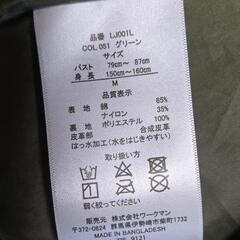 品番 LJ001L
COL 051 グリーン
サイズ
バスト 79cm ～ 87cm
身長 150cm～160cm
M
品質表示
表地 綿 85%
ナイロン 35%
裏地 ポリエステル 100%
皮革部 合成皮革
はっ水加工(水をはじきやすい)
取り扱い方
販売元 株式会社ワークマン
〒372-0824
群馬県伊勢崎市柴町1732
MADE IN BANGLADESH
9121